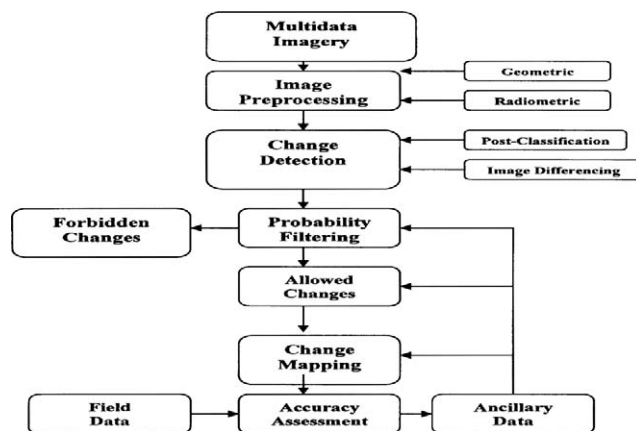 Multidata
Imagery
Geometric
Image
Preprocessing
Radiometric
Change
Detection
Post-Classification
Image Differencing
Forbidden
Changes
Probability
Filtering
Allowed
Changes
Change
Mapping
Field
Data
Accuracy
Assessment
Ancillary
Data